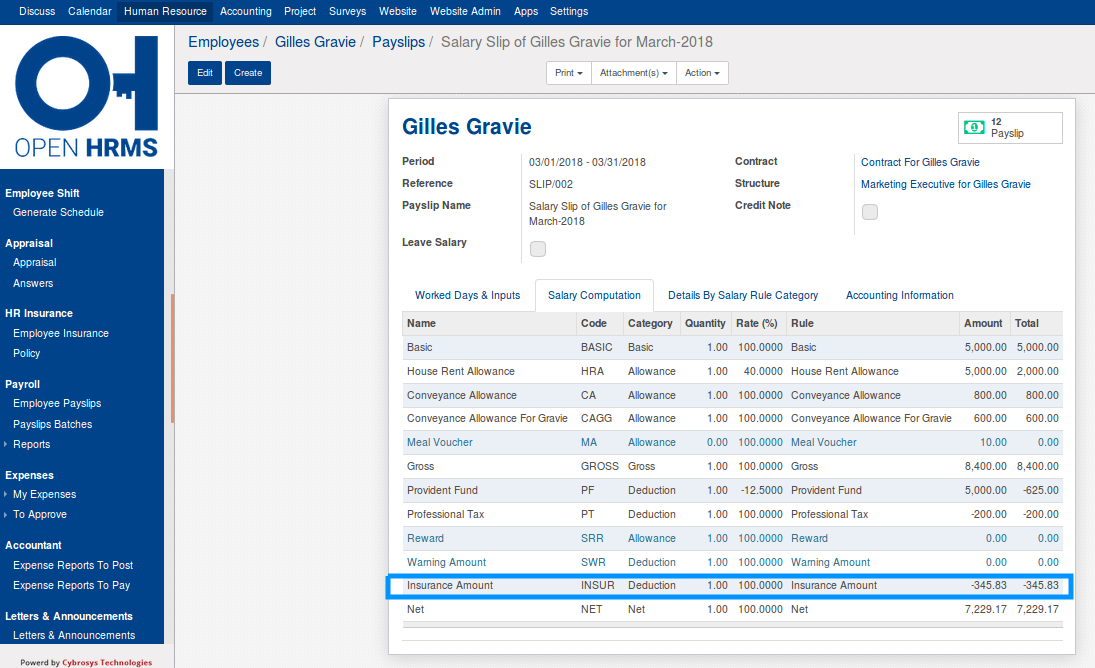 Discuss Calendar Human Resource Accounting Project Surveys Website Website Admin Apps Settings
OPEN HRMS
Employees / Gilles Gravie / Payslips / Salary Slip of Gilles Gravie for March-2018
Edit Create Print Attachment(s) Action
Employee Shift
Generate Schedule
Appraisal
Appraisal
Answers
HR Insurance
Employee Insurance
Policy
Payroll
Employee Payslips
Payslips Batches
Reports
Expenses
My Expenses
To Approve
Accountant
Expense Reports To Post
Expense Reports To Pay
Letters & Announcements
Letters & Announcements
Powerd by Cybrosys Technologies
Gilles Gravie
12
Payslip
Period 03/01/2018 - 03/31/2018 Contract Contract For Gilles Gravie
Reference SLIP/002 Structure Marketing Executive for Gilles Gravie
Payslip Name Salary Slip of Gilles Gravie for Credit Note
March-2018
Leave Salary
Worked Days & Inputs Salary Computation Details By Salary Rule Category Accounting Information
Name Code Category Quantity Rate (%) Rule Amount Total
Basic BASIC Basic 1.00 100.0000 Basic 5,000.00 5,000.00
House Rent Allowance HRA Allowance 1.00 40.0000 House Rent Allowance 5,000.00 2,000.00
Conveyance Allowance CA Allowance 1.00 100.0000 Conveyance Allowance 800.00 800.00
Conveyance Allowance For Gravie CAGG Allowance 1.00 100.0000 Conveyance Allowance For Gravie 600.00 600.00
Meal Voucher MA Allowance 0.00 100.0000 Meal Voucher 10.00 0.00
Gross GROSS Gross 1.00 100.0000 Gross 8,400.00 8,400.00
Provident Fund PF Deduction 1.00 -12.5000 Provident Fund 5,000.00 -625.00
Professional Tax PT Deduction 1.00 100.0000 Professional Tax -200.00 -200.00
Reward SRR Allowance 1.00 100.0000 Reward 0.00 0.00
Warning Amount SWR Deduction 1.00 100.0000 Warning Amount 0.00 0.00
Insurance Amount INSUR Deduction 1.00 100.0000 Insurance Amount -345.83 -345.83
Net NET Net 1.00 100.0000 Net 7,229.17 7,229.17